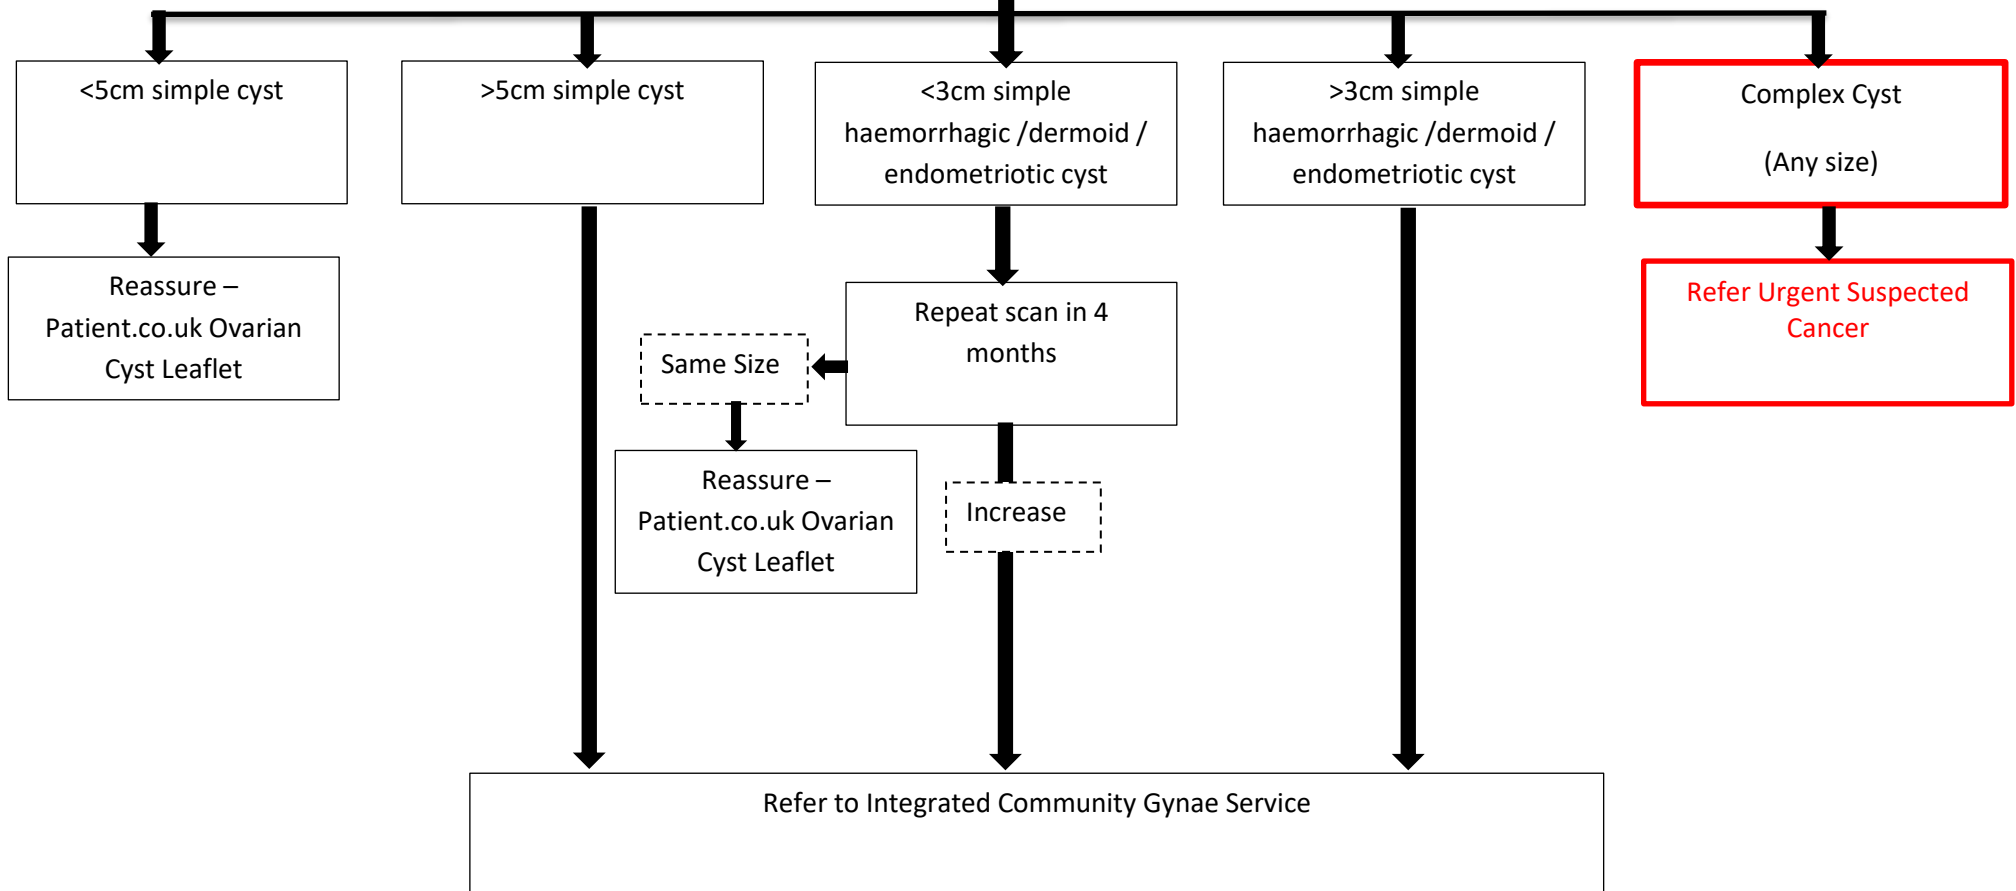 <5cm simple cyst
>5cm simple cyst
<3cm simple
haemorrhagic /dermoid /
endometriotic cyst
>3cm simple
haemorrhagic /dermoid /
endometriotic cyst
Complex Cyst
(Any size)
Reassure –
Patient.co.uk Ovarian
Cyst Leaflet
Repeat scan in 4
months
Refer Urgent Suspected
Cancer
Same Size
Reassure –
Patient.co.uk Ovarian
Cyst Leaflet
Increase
Refer to Integrated Community Gynae Service